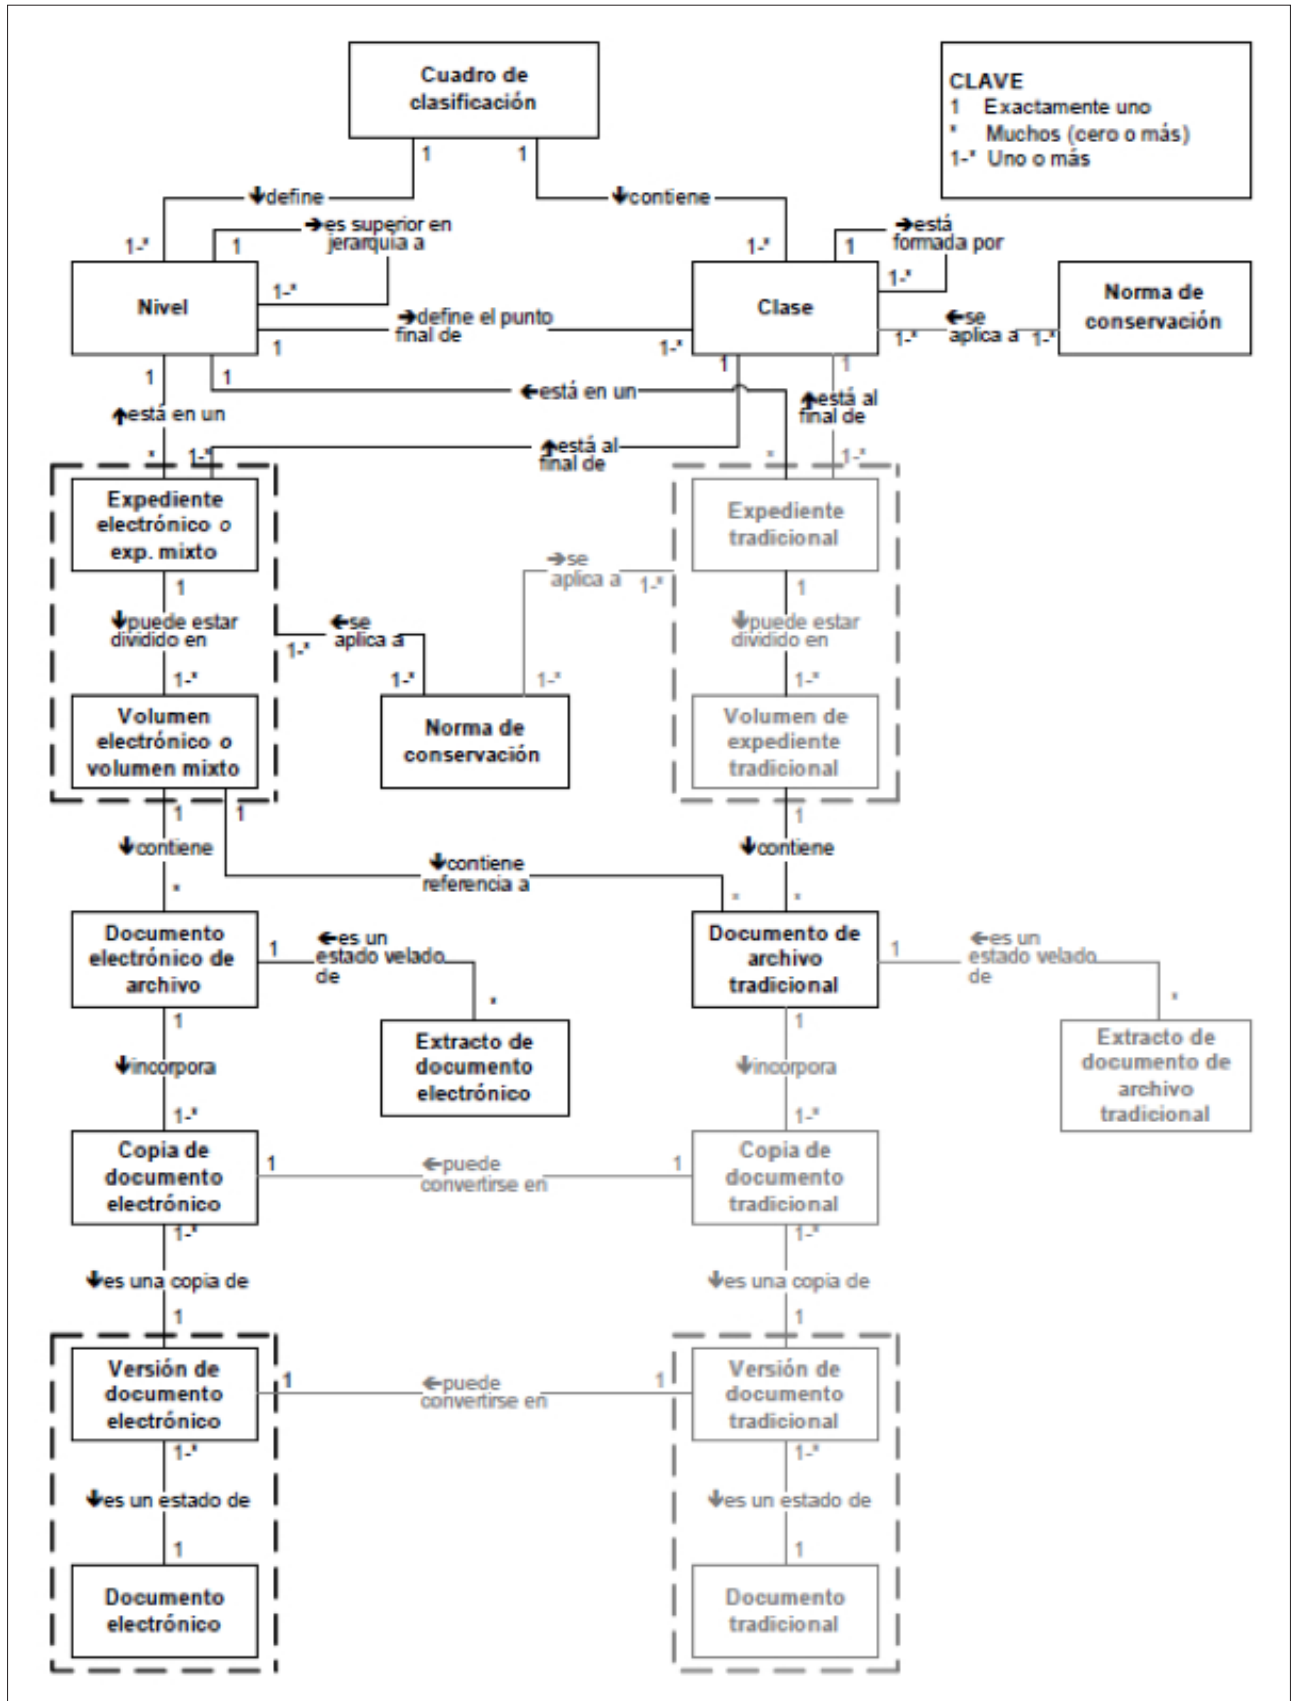 Cuadro de
clasificación
CLAVE
1 Exactamente uno
* Muchos (cero o más)
1-* Uno o más
1 1
↓define
↓contiene
1-* 1
→es superior en
jerarquía a
1-* 1
→está
formada por
Nivel
1-*
Clase
1-*
Norma de
conservación
→define el punto
final de
1 1-*
←se
aplica a
1-* 1-*
1 1 1 1
←está en un
↑está en un
↑está al
final de
↑está al
final de
* 1-* * 1-*
Expediente
electrónico o
exp. mixto
Expediente
tradicional
→se
aplica a
1-*
1 1
↓puede estar
dividido en
←se
aplica a
1-*
↓puede estar
dividido en
1-* 1-* 1-* 1-*
Volumen
electrónico o
volumen mixto
Norma de
conservación
Volumen de
expediente
tradicional
1 1 1
↓contiene
↓contiene
referencia a
↓contiene
* * *
Documento
electrónico de
archivo
1
←es un
estado velado
de
*
Documento de
archivo
tradicional
1
←es un
estado velado
de
*
1 1
Extracto de
documento
electrónico
Extracto de
documento de
archivo
tradicional
↓incorpora
↓incorpora
1-* 1-*
Copia de
documento
electrónico
1
←puede
convertirse en
1
Copia de
documento
tradicional
1-* 1-*
↓es una copia de
↓es una copia de
1 1
Versión de
documento
electrónico
1
←puede
convertirse en
1
Versión de
documento
tradicional
1-* 1-*
↓es un estado de
↓es un estado de
1 1
Documento
electrónico
Documento
tradicional